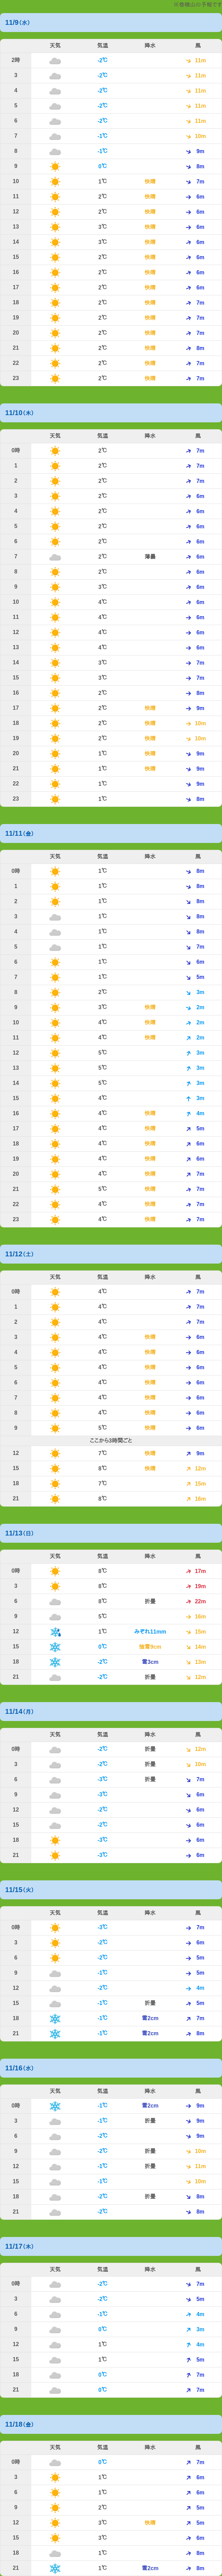 天鷺橋山の予報です
11/9(水)
天気 気温 降水 風
2時 -2℃ 11m
3 -2℃ 11m
4 -2℃ 11m
5 -2℃ 11m
6 -2℃ 11m
7 -1℃ 10m
8 -1℃ 9m
9 0℃ 8m
10 1℃ 快晴 7m
11 2℃ 快晴 6m
12 2℃ 快晴 6m
13 3℃ 快晴 6m
14 3℃ 快晴 6m
15 2℃ 快晴 6m
16 2℃ 快晴 6m
17 2℃ 快晴 6m
18 2℃ 快晴 7m
19 2℃ 快晴 7m
20 2℃ 快晴 7m
21 2℃ 快晴 8m
22 2℃ 快晴 7m
23 2℃ 快晴 7m
11/10(木)
天気 気温 降水 風
0時 2℃ 7m
1 2℃ 7m
2 2℃ 7m
3 2℃ 6m
4 2℃ 6m
5 2℃ 6m
6 2℃ 6m
7 2℃ 薄曇 6m
8 2℃ 6m
9 3℃ 6m
10 4℃ 6m
11 4℃ 6m
12 4℃ 6m
13 4℃ 6m
14 3℃ 7m
15 3℃ 7m
16 2℃ 8m
17 2℃ 快晴 9m
18 2℃ 快晴 10m
19 2℃ 快晴 10m
20 1℃ 快晴 9m
21 1℃ 快晴 9m
22 1℃ 9m
23 1℃ 8m
11/11(金)
天気 気温 降水 風
0時 1℃ 8m
1 1℃ 8m
2 1℃ 8m
3 1℃ 8m
4 1℃ 8m
5 1℃ 7m
6 1℃ 6m
7 1℃ 5m
8 2℃ 3m
9 3℃ 快晴 2m
10 4℃ 快晴 2m
11 4℃ 快晴 2m
12 5℃ 3m
13 5℃ 3m
14 5℃ 3m
15 4℃ 3m
16 4℃ 快晴 4m
17 4℃ 快晴 5m
18 4℃ 快晴 6m
19 4℃ 快晴 6m
20 4℃ 快晴 7m
21 5℃ 快晴 7m
22 4℃ 快晴 7m
23 4℃ 快晴 7m
11/12(土)
天気 気温 降水 風
0時 4℃ 7m
1 4℃ 7m
2 4℃ 7m
3 4℃ 快晴 6m
4 4℃ 快晴 6m
5 4℃ 快晴 6m
6 4℃ 快晴 6m
7 4℃ 快晴 6m
8 4℃ 快晴 6m
9 5℃ 快晴 6m
ここから3時間ごと
12 7℃ 快晴 9m
15 8℃ 快晴 12m
18 7℃ 15m
21 8℃ 16m
11/13(日)
天気 気温 降水 風
0時 8℃ 17m
3 8℃ 19m
6 8℃ 折曇 22m
9 5℃ 16m
12 1℃ みぞれ11mm 15m
15 0℃ 強雪9cm 14m
18 -2℃ 雪3cm 13m
21 -2℃ 折曇 12m
11/14(月)
天気 気温 降水 風
0時 -2℃ 折曇 12m
3 -2℃ 折曇 10m
6 -3℃ 折曇 7m
9 -3℃ 6m
12 -2℃ 6m
15 -2℃ 6m
18 -3℃ 6m
21 -3℃ 6m
11/15(火)
天気 気温 降水 風
0時 -3℃ 7m
3 -2℃ 6m
6 -2℃ 5m
9 -1℃ 5m
12 -2℃ 4m
15 -1℃ 折曇 5m
18 -1℃ 雪2cm 7m
21 -1℃ 雪2cm 8m
11/16(水)
天気 気温 降水 風
0時 -1℃ 雪2cm 9m
3 -1℃ 折曇 9m
6 -2℃ 9m
9 -2℃ 折曇 10m
12 -1℃ 折曇 11m
15 -1℃ 10m
18 -2℃ 折曇 8m
21 -2℃ 8m
11/17(木)
天気 気温 降水 風
0時 -2℃ 7m
3 -2℃ 5m
6 -1℃ 4m
9 0℃ 3m
12 1℃ 4m
15 1℃ 5m
18 0℃ 7m
21 0℃ 7m
11/18(金)
天気 気温 降水 風
0時 0℃ 7m
3 1℃ 6m
6 1℃ 6m
9 2℃ 5m
12 3℃ 快晴 5m
15 3℃ 6m
18 1℃ 8m
21 1℃ 雪2cm 8m